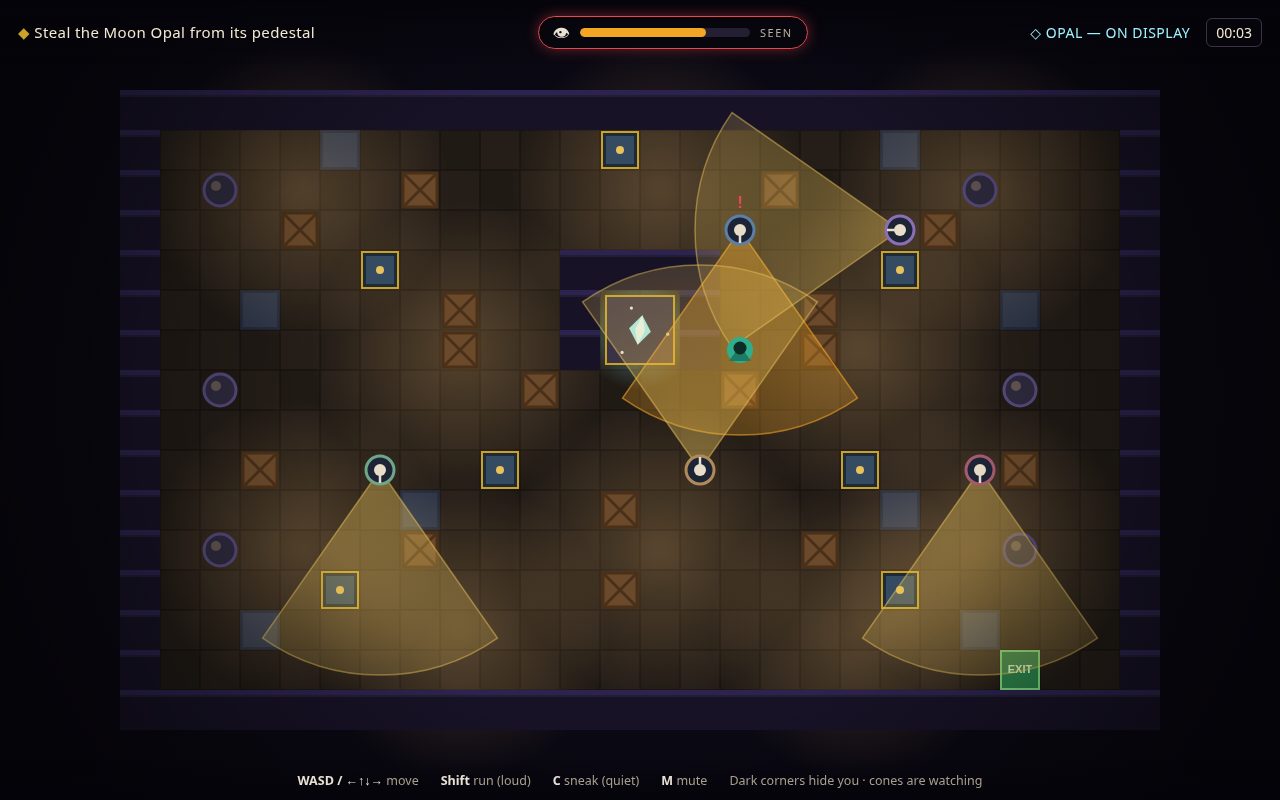 ◆ Steal the Moon Opal from its pedestal
SEEN
◇ OPAL — ON DISPLAY
00:03
!
EXIT
WASD / ←↑↓→ move Shift run (loud) C sneak (quiet) M mute Dark corners hide you · cones are watching